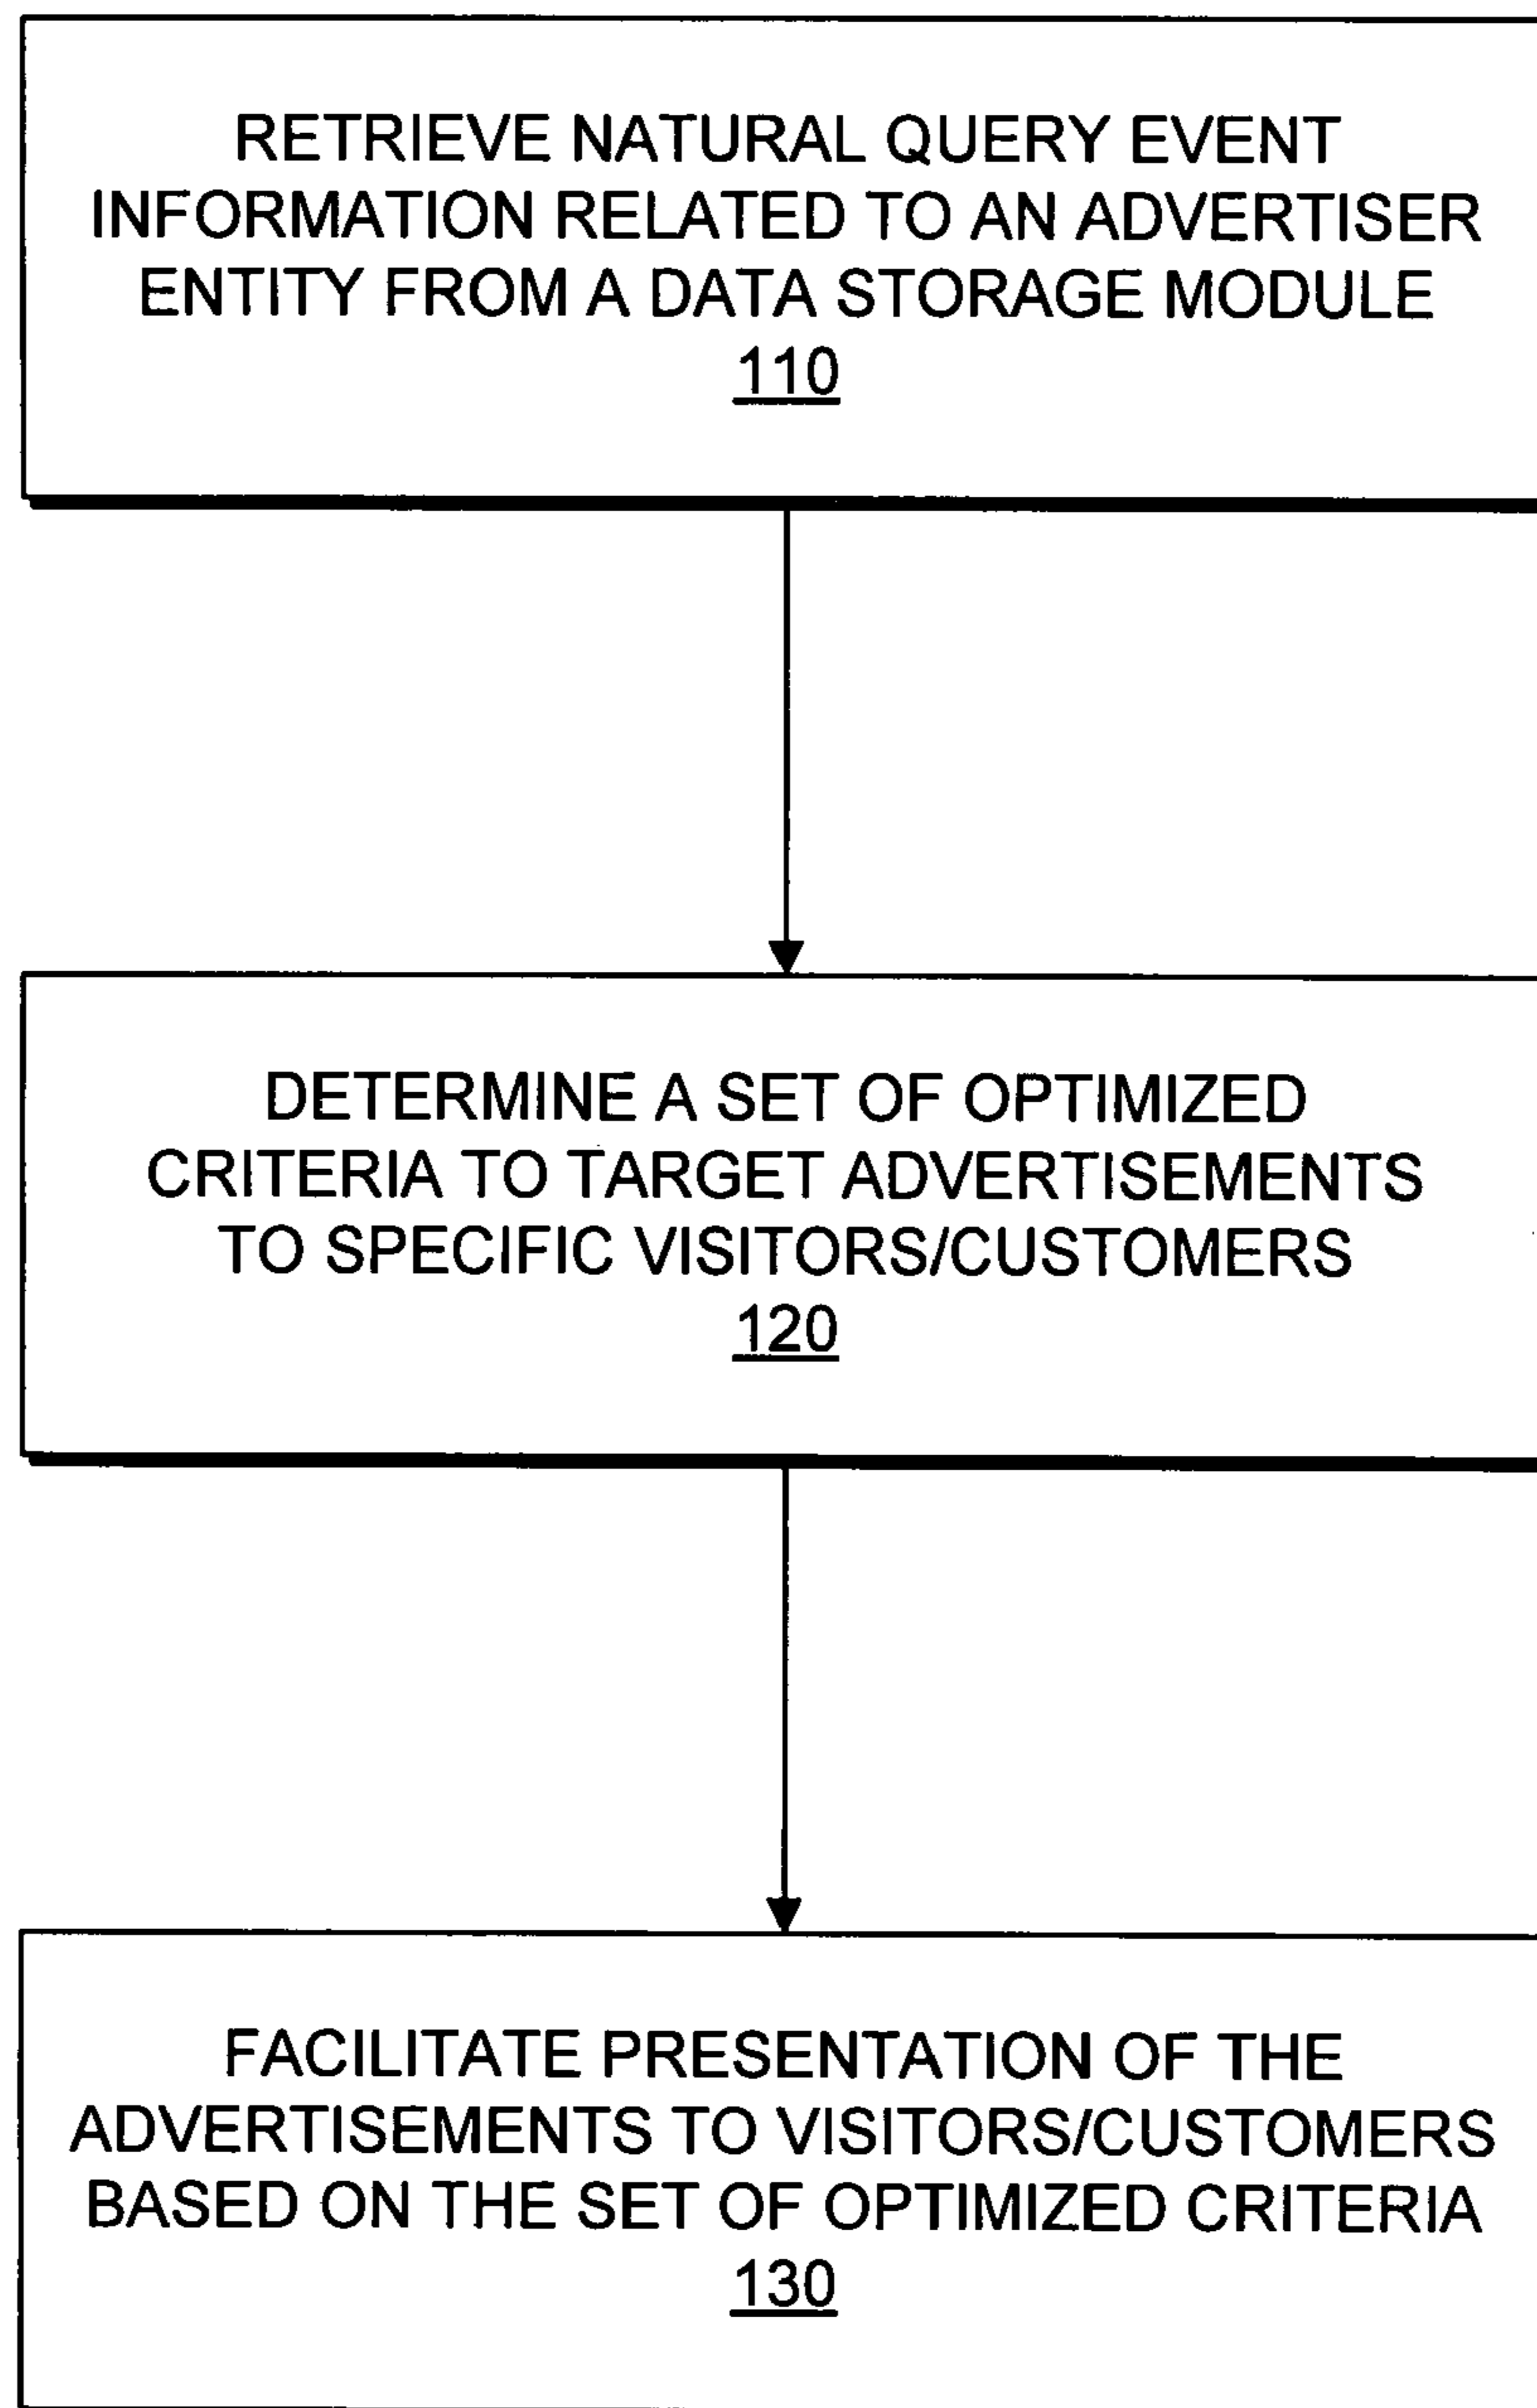 RETRIEVE NATURAL QUERY EVENT
INFORMATION RELATED TO AN ADVERTISER
ENTITY FROM A DATA STORAGE MODULE
110
DETERMINE A SET OF OPTIMIZED
CRITERIA TO TARGET ADVERTISEMENTS
TO SPECIFIC VISITORS/CUSTOMERS
120
FACILITATE PRESENTATION OF THE
ADVERTISEMENTS TO VISITORS/CUSTOMERS
BASED ON THE SET OF OPTIMIZED CRITERIA
130